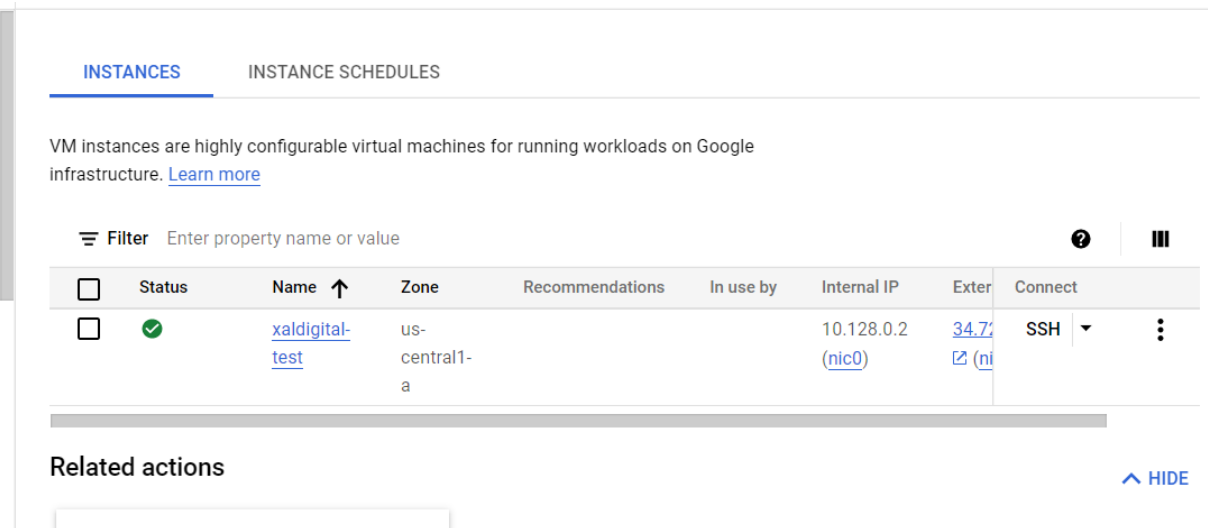 INSTANCES INSTANCE SCHEDULES
VM instances are highly configurable virtual machines for running workloads on Google
infrastructure. Learn more
Filter Enter property name or value
Status Name Zone Recommendations In use by Internal IP Exter Connect
xaldigital- us- 10.128.0.2 34.72 SSH
test central1- (nic0) (ni
a
Related actions
HIDE